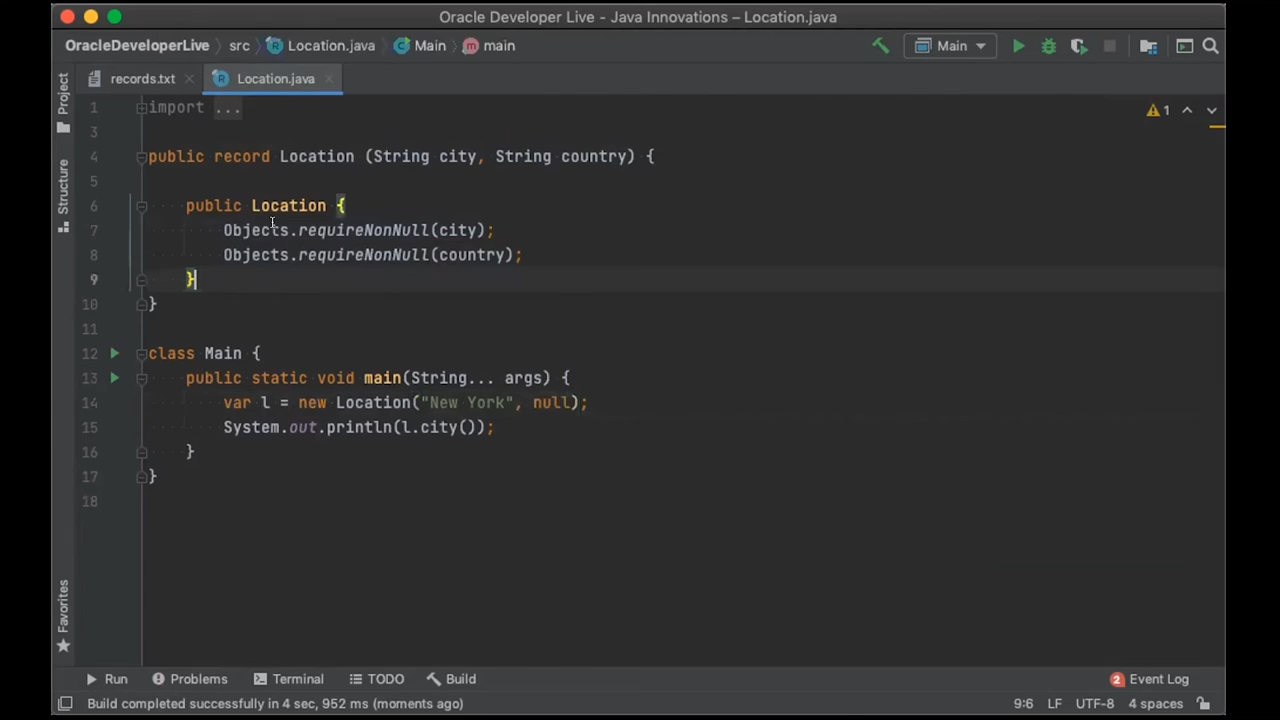 Oracle Developer Live - Java Innovations – Location.java
OracleDeveloperLive src Location.java Main main Main
Project
Structure
Favorites
records.txt Location.java
1 import ...
1
3
4 public record Location (String city, String country) {
5
6 public Location {
7 Objects.requireNonNull(city);
8 Objects.requireNonNull(country);
9 }
10 }
11
12 class Main {
13 public static void main(String... args) {
14 var l = new Location("New York", null);
15 System.out.println(l.city());
16 }
17 }
18
Run Problems Terminal TODO Build 2 Event Log
Build completed successfully in 4 sec, 952 ms (moments ago) 9:6 LF UTF-8 4 spaces